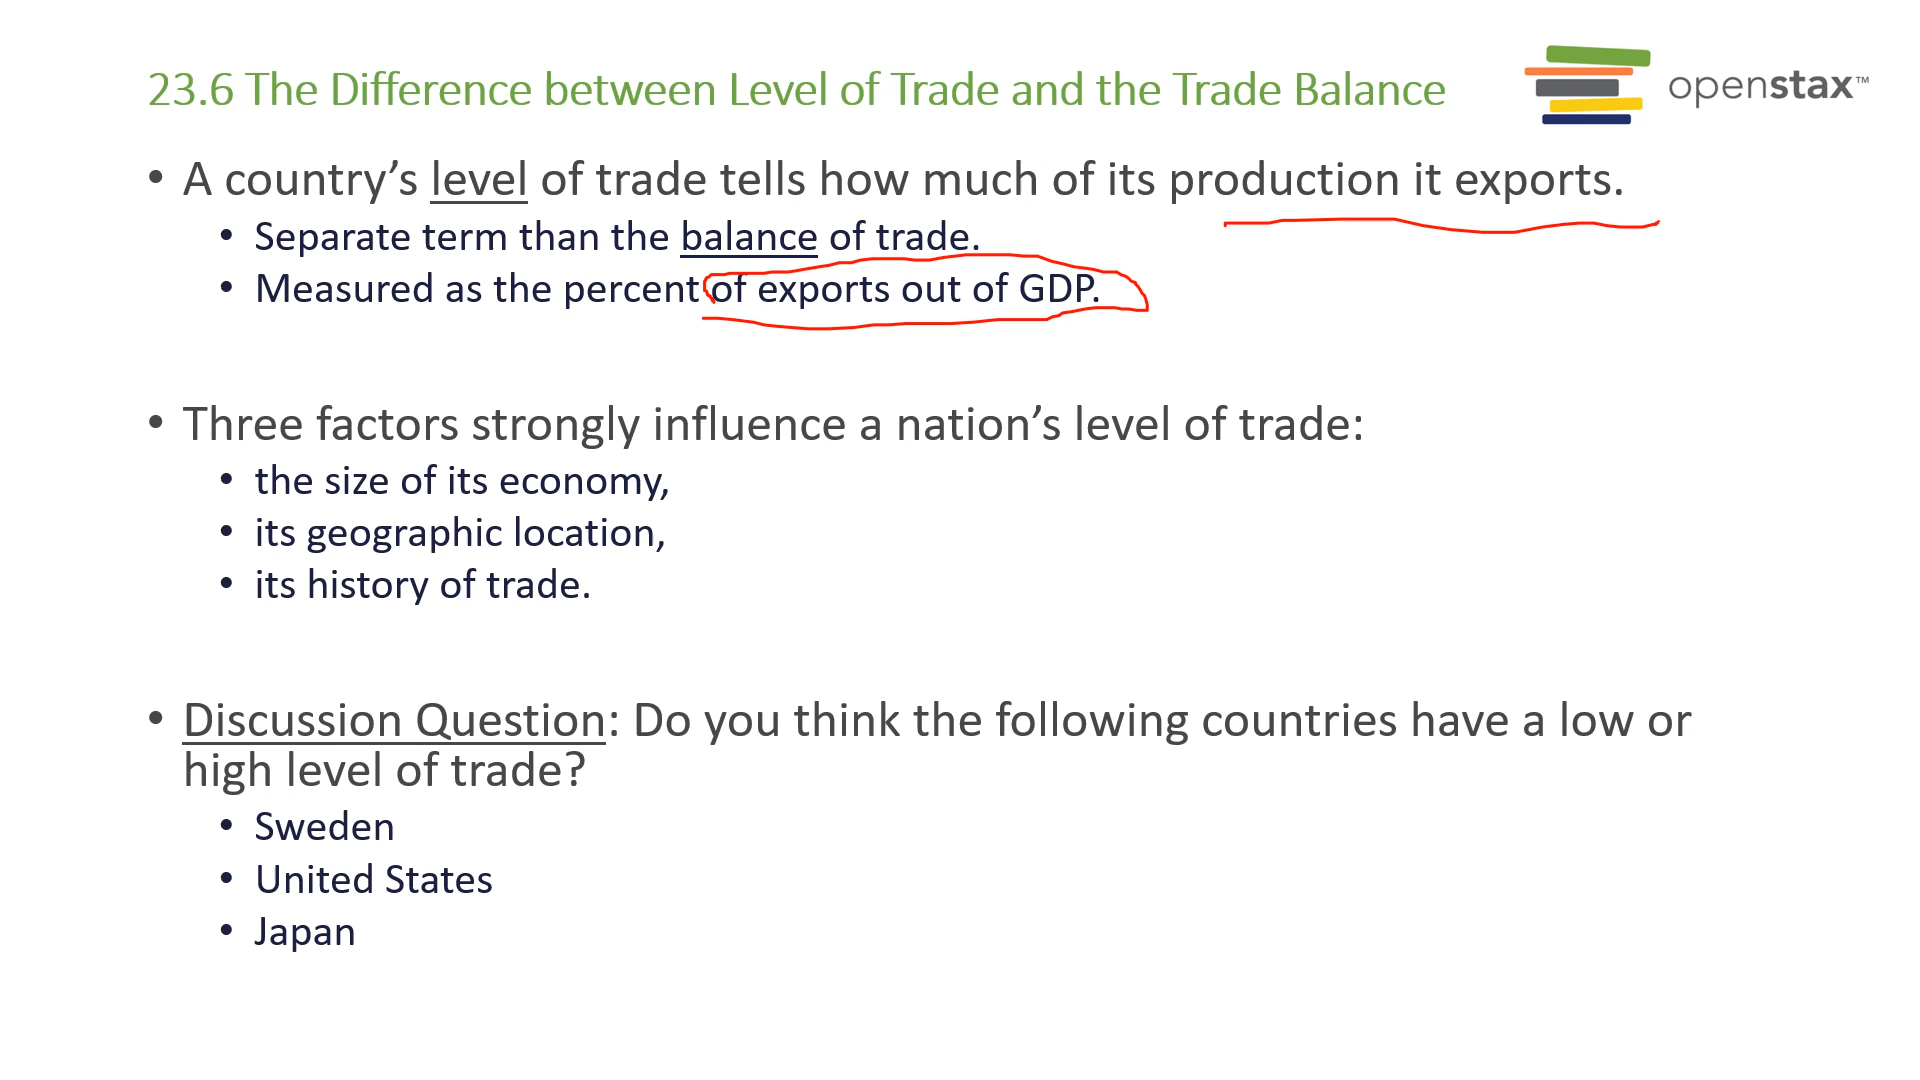 23.6 The Difference between Level of Trade and the Trade Balance
openstax™
• A country’s level of trade tells how much of its production it exports.
• Separate term than the balance of trade.
• Measured as the percent of exports out of GDP.
• Three factors strongly influence a nation’s level of trade:
• the size of its economy,
• its geographic location,
• its history of trade.
• Discussion Question: Do you think the following countries have a low or
high level of trade?
• Sweden
• United States
• Japan